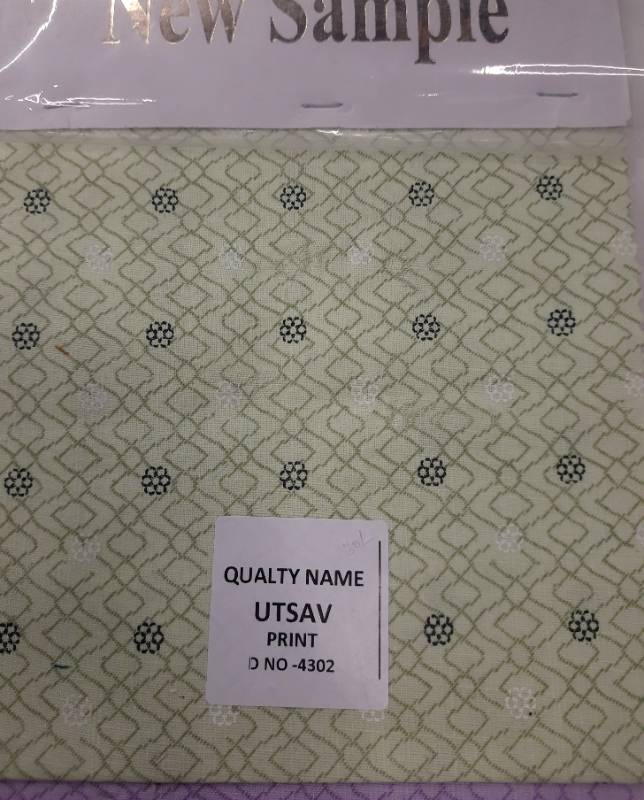 New Sample
QUALTY NAME
UTSAV
PRINT
D NO -4302